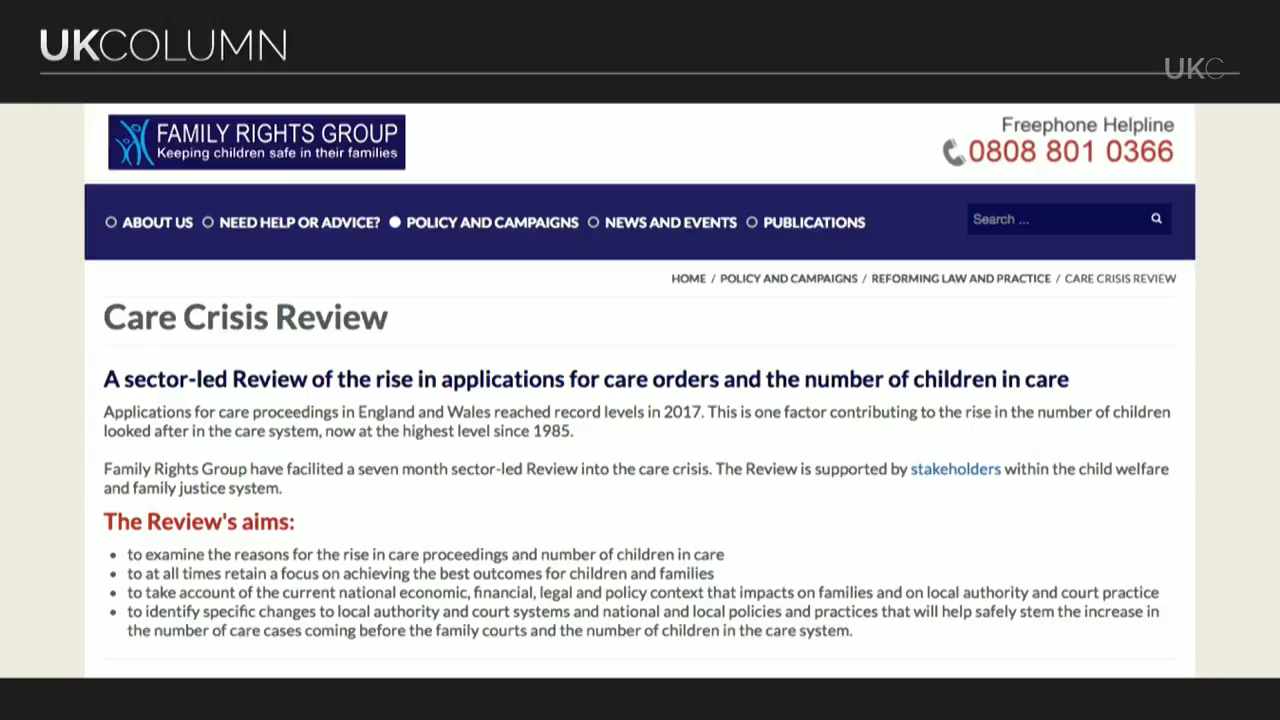 UKCOLUMN
UKC
FAMILY RIGHTS GROUP
Keeping children safe in their families
Freephone Helpline
0808 801 0366
ABOUT US NEED HELP OR ADVICE? POLICY AND CAMPAIGNS NEWS AND EVENTS PUBLICATIONS
Search ...
HOME / POLICY AND CAMPAIGNS / REFORMING LAW AND PRACTICE / CARE CRISIS REVIEW
Care Crisis Review
A sector-led Review of the rise in applications for care orders and the number of children in care
Applications for care proceedings in England and Wales reached record levels in 2017. This is one factor contributing to the rise in the number of children
looked after in the care system, now at the highest level since 1985.
Family Rights Group have facilited a seven month sector-led Review into the care crisis. The Review is supported by stakeholders within the child welfare
and family justice system.
The Review's aims:
• to examine the reasons for the rise in care proceedings and number of children in care
• to at all times retain a focus on achieving the best outcomes for children and families
• to take account of the current national economic, financial, legal and policy context that impacts on families and on local authority and court practice
• to identify specific changes to local authority and court systems and national and local policies and practices that will help safely stem the increase in
the number of care cases coming before the family courts and the number of children in the care system.